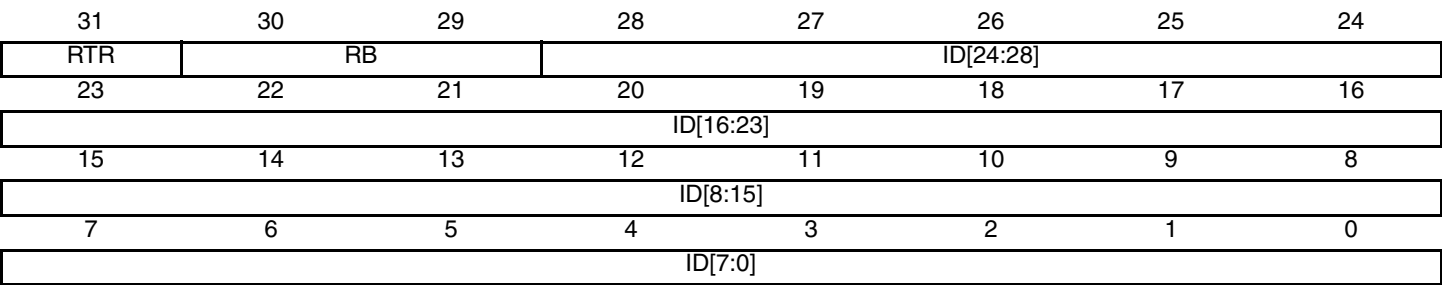 31 30 29 28 27 26 25 24
RTR RB ID[24:28]
23 22 21 20 19 18 17 16
ID[16:23]
15 14 13 12 11 10 9 8
ID[8:15]
7 6 5 4 3 2 1 0
ID[7:0]